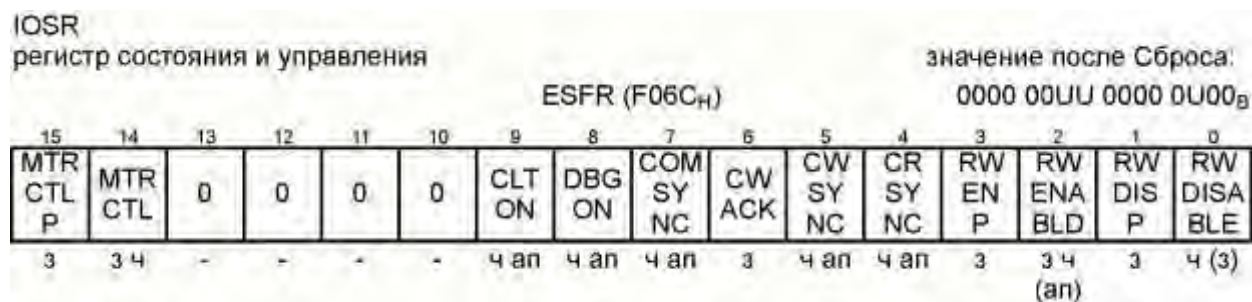 IOSR
регистр состояния и управления
значение после Сброса:
ESFR (F06CH)
0000 00UU 0000 0U00B
15 14 13 12 11 10 9 8 7 6 5 4 3 2 1 0
MTR CTL P
MTR CTL
0
0
0
0
CLT ON
DBG ON
COM SY NC
CW ACK
CW SY NC
CR SY NC
RW EN P
RW ENA BLD
RW DIS P
RW DISA BLE
з
з ч
-
-
-
-
ч ап
ч ап
ч ап
з
ч ап
ч ап
з
з ч (ап)
з
ч (з)